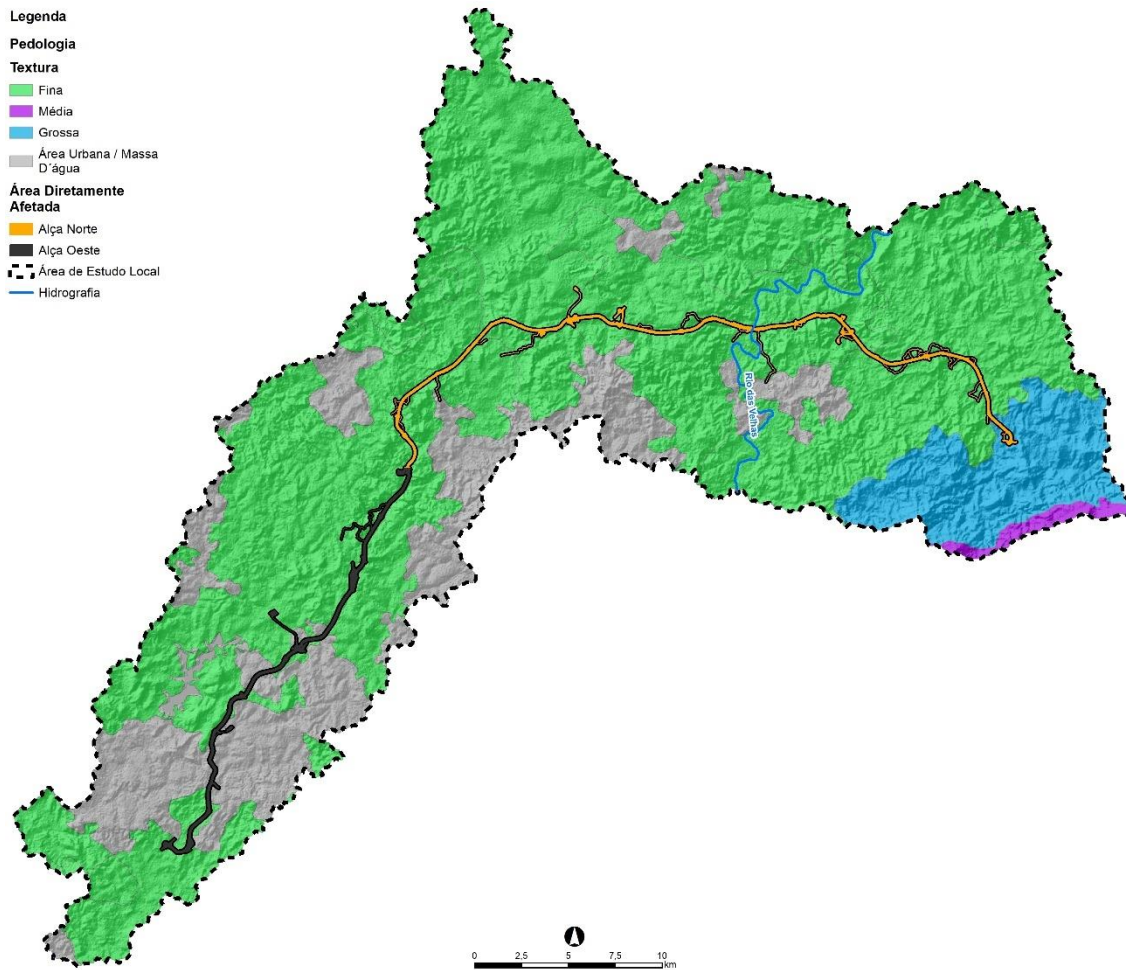 Legenda
Pedologia
Textura
Fina
Média
Grossa
Área Urbana / Massa
D´água
Área Diretamente
Afetada
Alça Norte
Alça Oeste
Área de Estudo Local
Hidrografia
Rio das Velhas
0 2,5 5 7,5 10
km